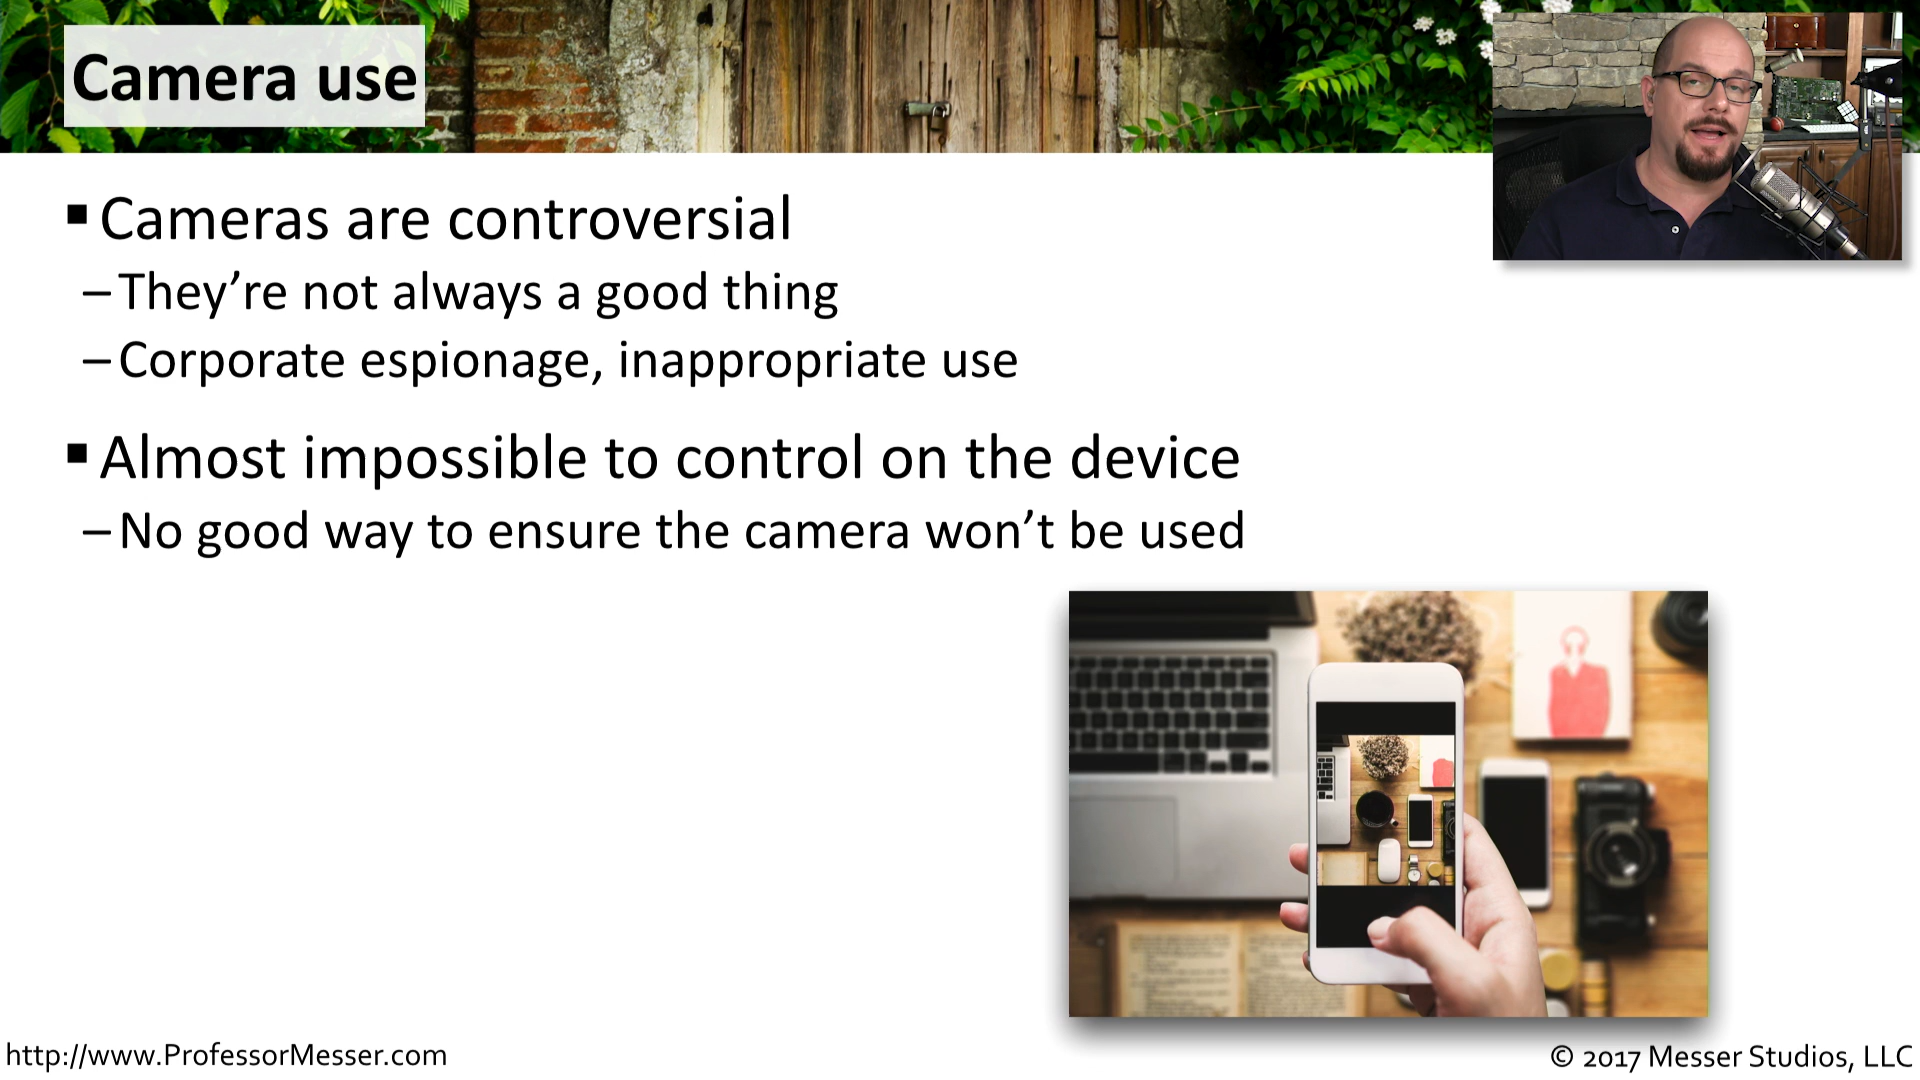 Camera use
▪Cameras are controversial
–They’re not always a good thing
–Corporate espionage, inappropriate use
▪Almost impossible to control on the device
–No good way to ensure the camera won’t be used
http://www.ProfessorMesser.com
© 2017 Messer Studios, LLC